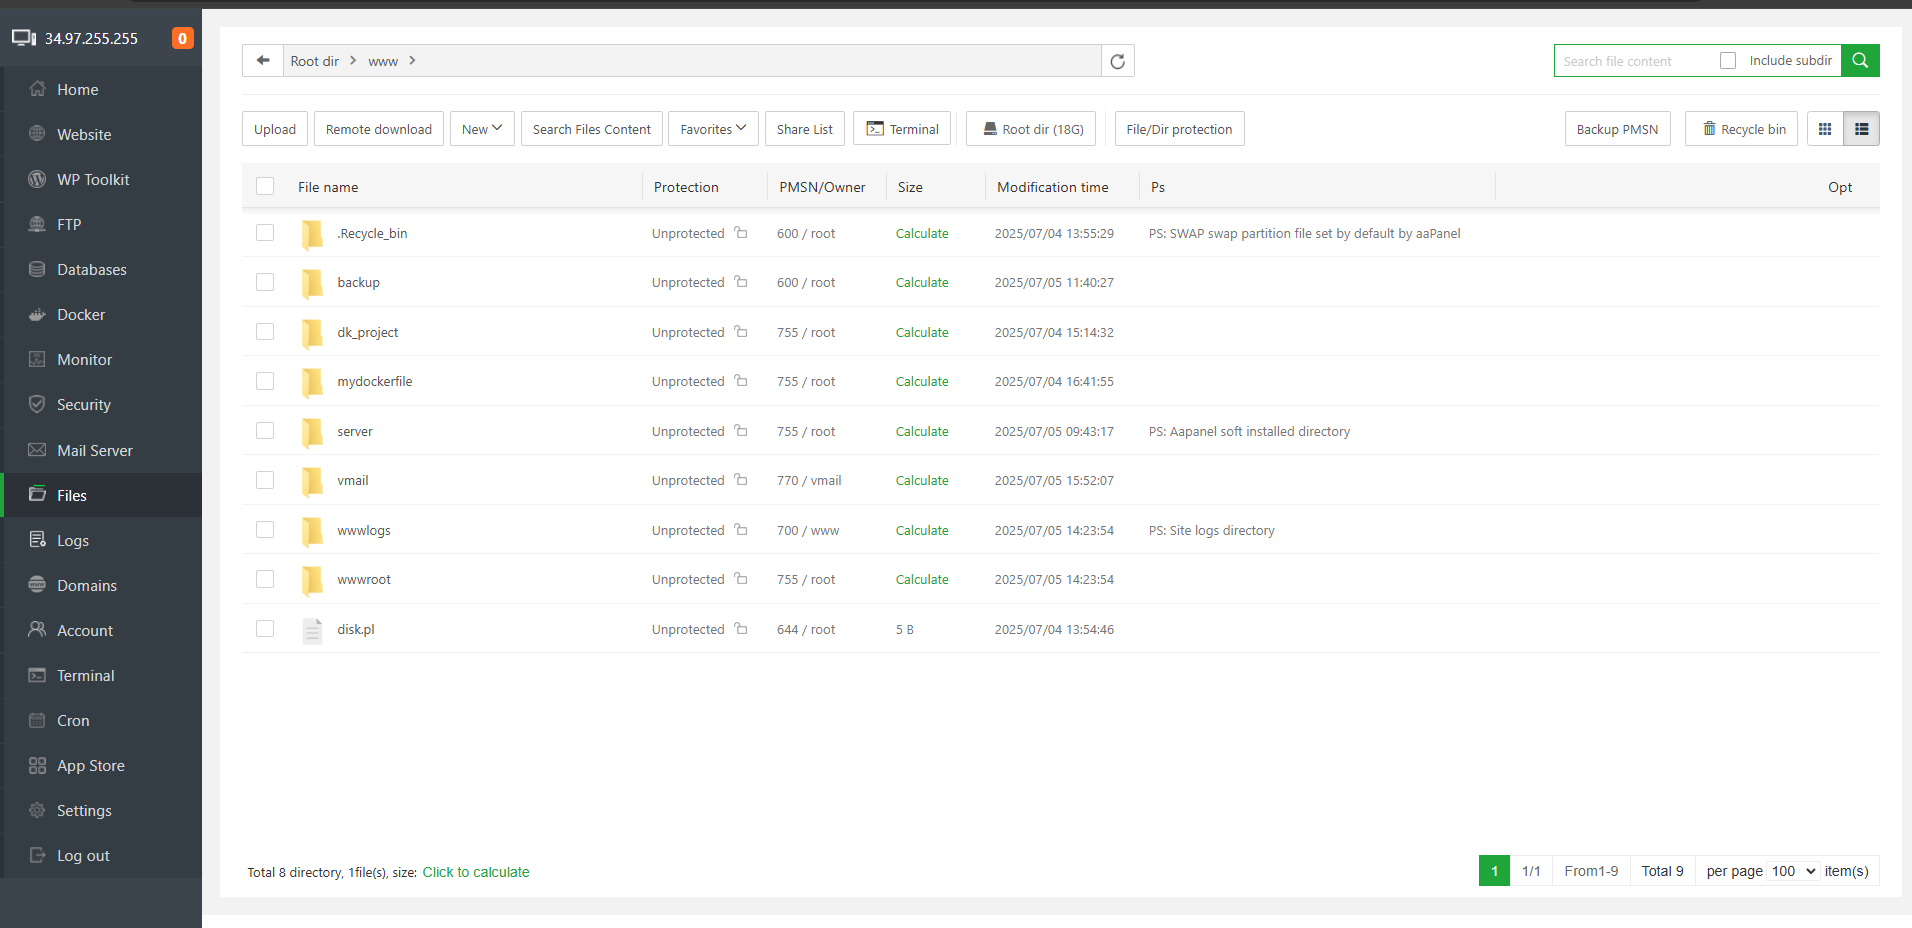 34.97.255.255 0
Home
Website
WP Toolkit
FTP
Databases
Docker
Monitor
Security
Mail Server
Files
Logs
Domains
Account
Terminal
Cron
App Store
Settings
Log out
Root dir > www >
Search file content Include subdir
Upload Remote download New Search Files Content Favorites Share List Terminal Root dir (18G) File/Dir protection Backup PMSN Recycle bin
File name Protection PMSN/Owner Size Modification time Ps Opt
.Recycle_bin Unprotected 600 / root Calculate 2025/07/04 13:55:29 PS: SWAP swap partition file set by default by aaPanel
backup Unprotected 600 / root Calculate 2025/07/05 11:40:27
dk_project Unprotected 755 / root Calculate 2025/07/04 15:14:32
mydockerfile Unprotected 755 / root Calculate 2025/07/04 16:41:55
server Unprotected 755 / root Calculate 2025/07/05 09:43:17 PS: Aapanel soft installed directory
vmail Unprotected 770 / vmail Calculate 2025/07/05 15:52:07
wwwlogs Unprotected 700 / www Calculate 2025/07/05 14:23:54 PS: Site logs directory
wwwroot Unprotected 755 / root Calculate 2025/07/05 14:23:54
disk.pl Unprotected 644 / root 5 B 2025/07/04 13:54:46
Total 8 directory, 1file(s), size: Click to calculate
1 1/1 From1-9 Total 9 per page 100 item(s)